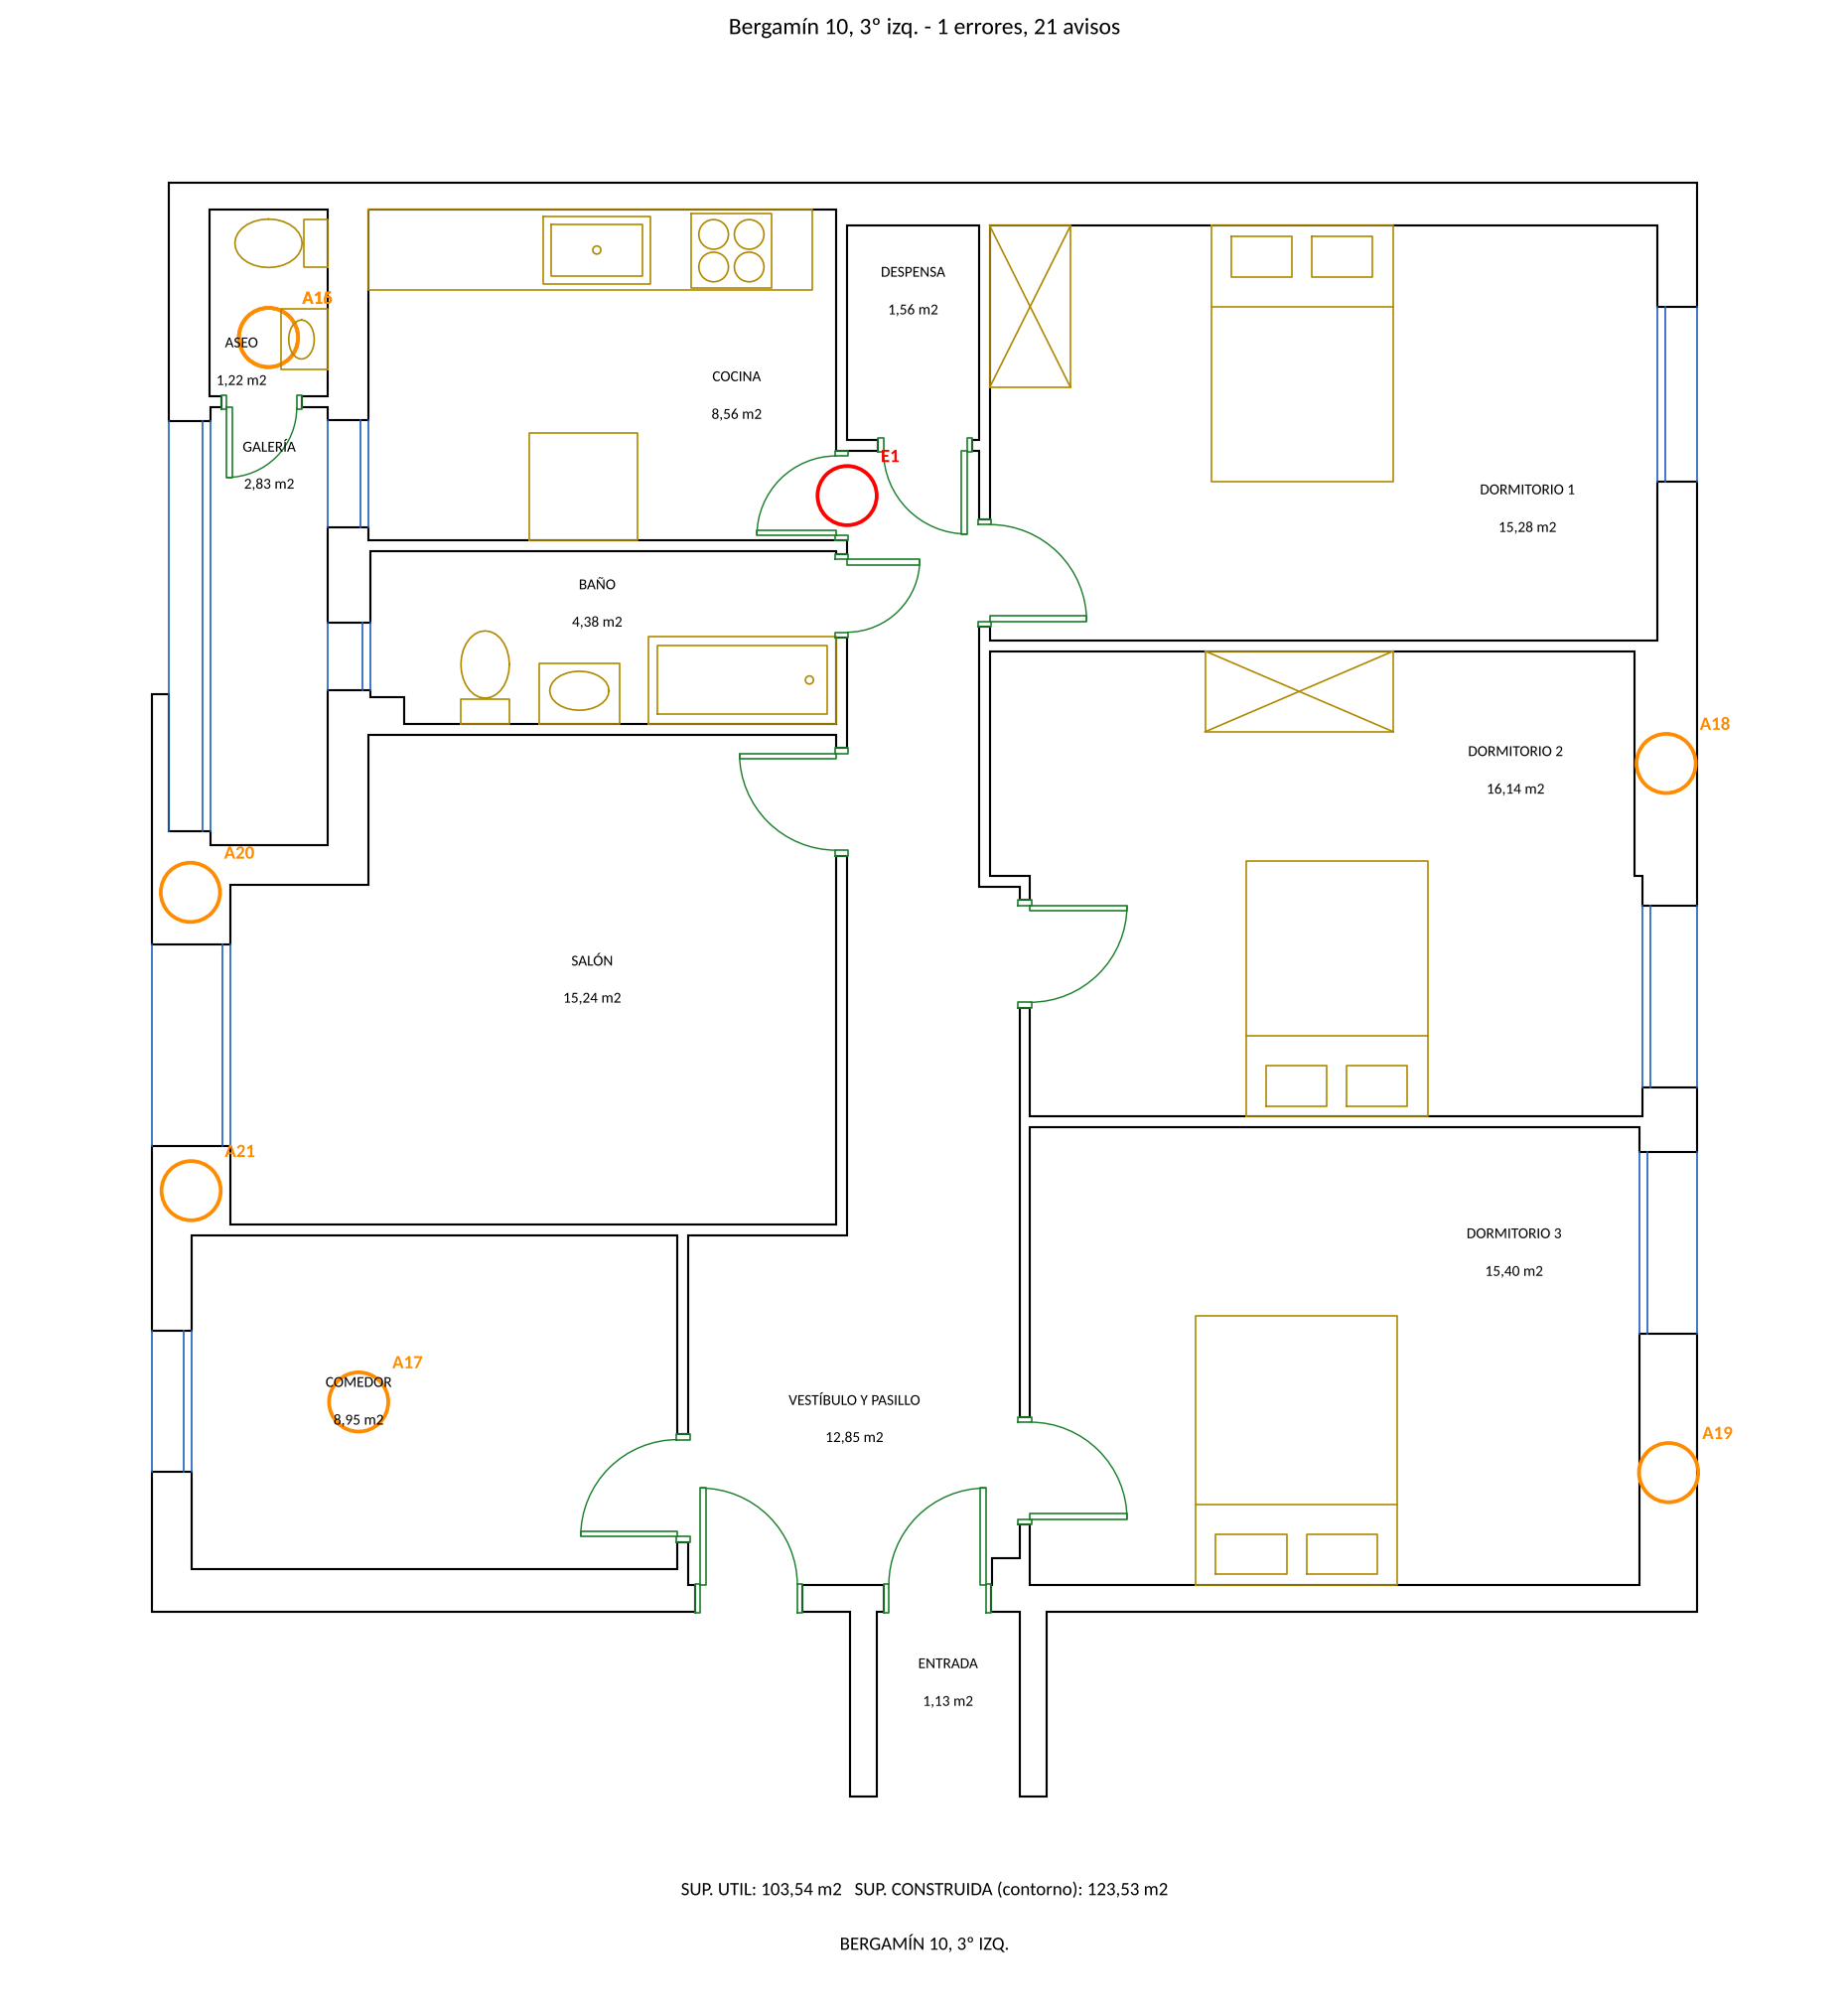 Bergamín 10, 3º izq. - 1 errores, 21 avisos
A16
ASEO
1,22 m2
GALERÍA
2,83 m2
COCINA
8,56 m2
DESPENSA
1,56 m2
E1
DORMITORIO 1
15,28 m2
BAÑO
4,38 m2
A18
DORMITORIO 2
16,14 m2
A20
SALÓN
15,24 m2
A21
DORMITORIO 3
15,40 m2
A17
COMEDOR
8,95 m2
VESTÍBULO Y PASILLO
12,85 m2
A19
ENTRADA
1,13 m2
SUP. UTIL: 103,54 m2 SUP. CONSTRUIDA (contorno): 123,53 m2
BERGAMÍN 10, 3º IZQ.